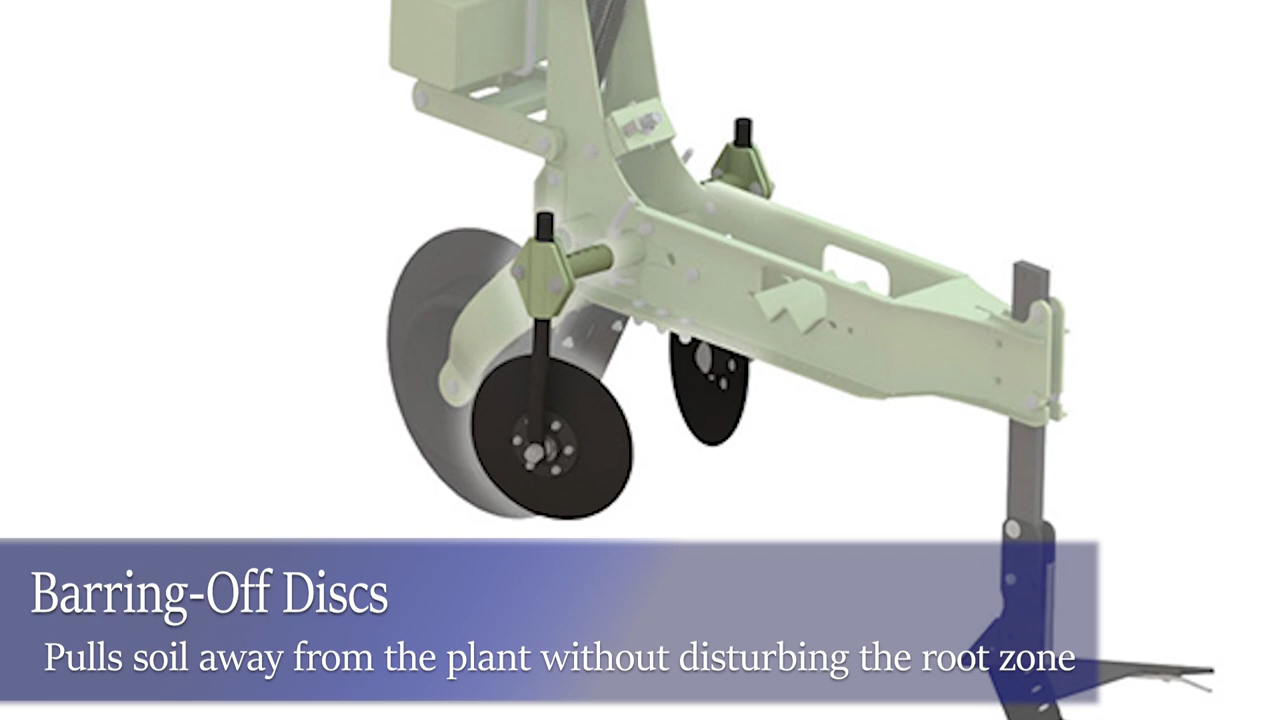 Barring-Off Discs
Pulls soil away from the plant without disturbing the root zone